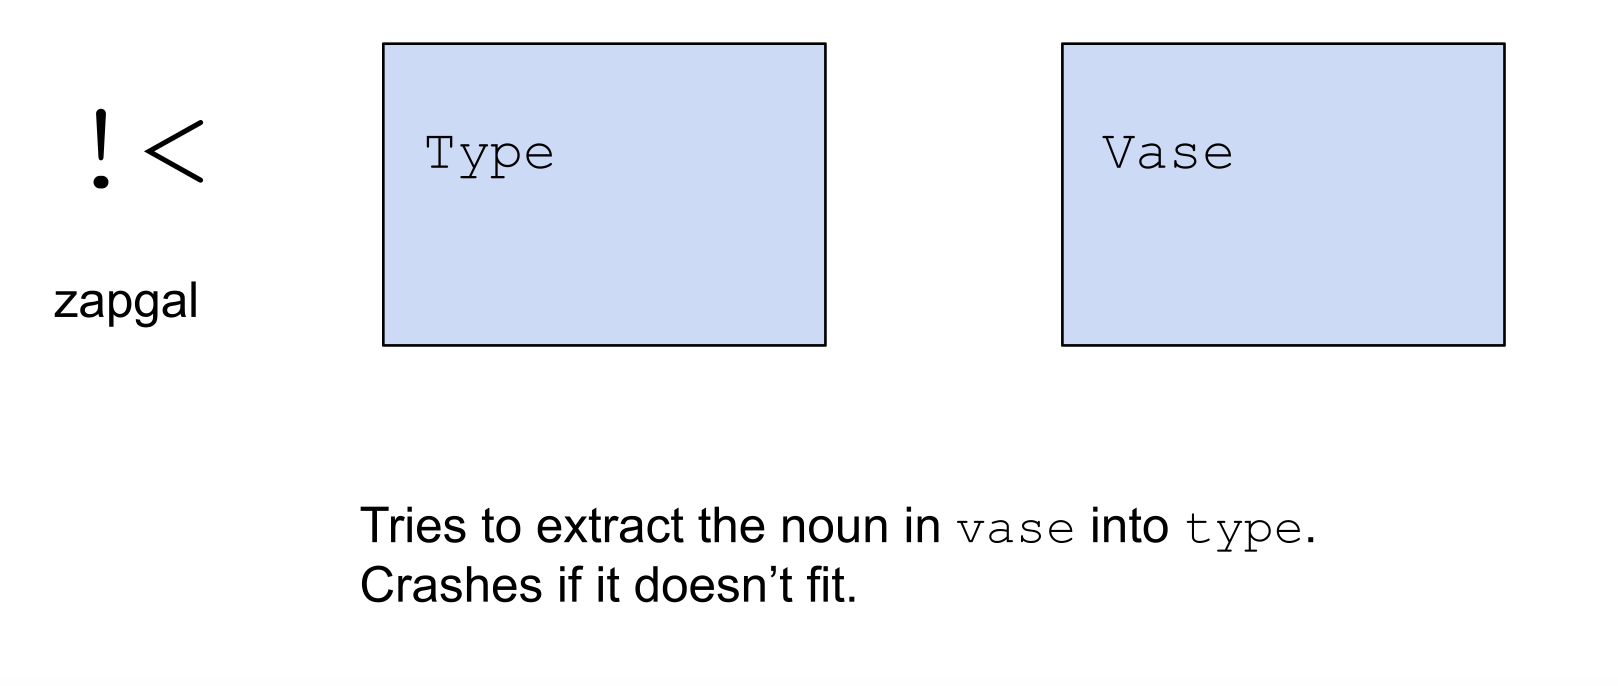 !<
zapgal
Type
Vase
Tries to extract the noun in vase into type.
Crashes if it doesn’t fit.